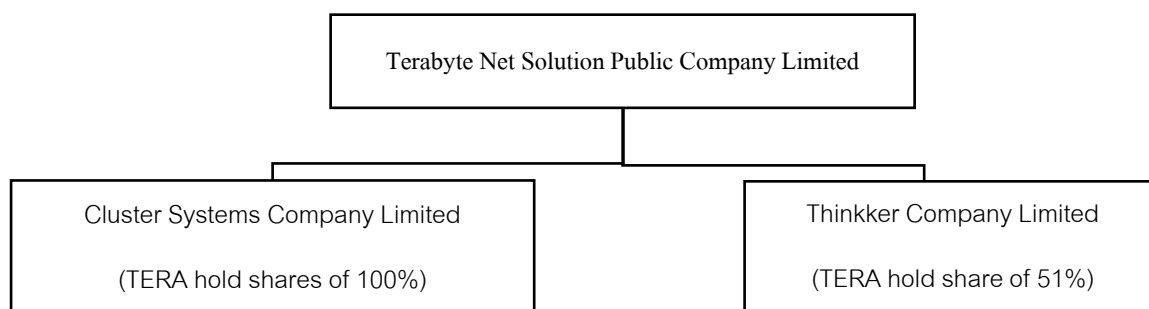 Terabyte Net Solution Public Company Limited
Cluster Systems Company Limited
(TERA hold shares of 100%)
Thinkker Company Limited
(TERA hold share of 51%)